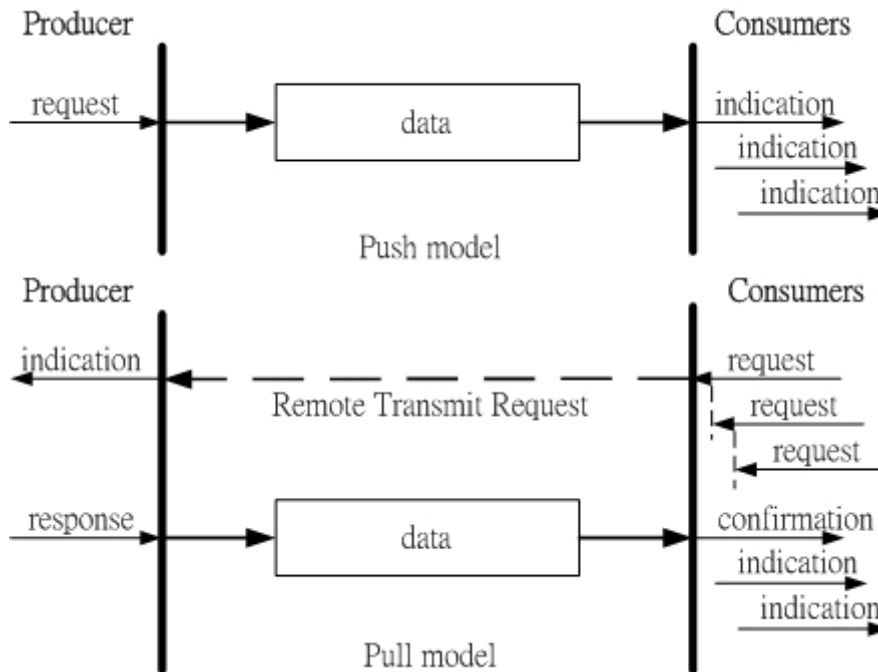 Producer
Consumers
request
data
indication
indication
indication
Push model
Producer
Consumers
indication
request
Remote Transmit Request
request
request
response
data
confirmation
indication
indication
Pull model